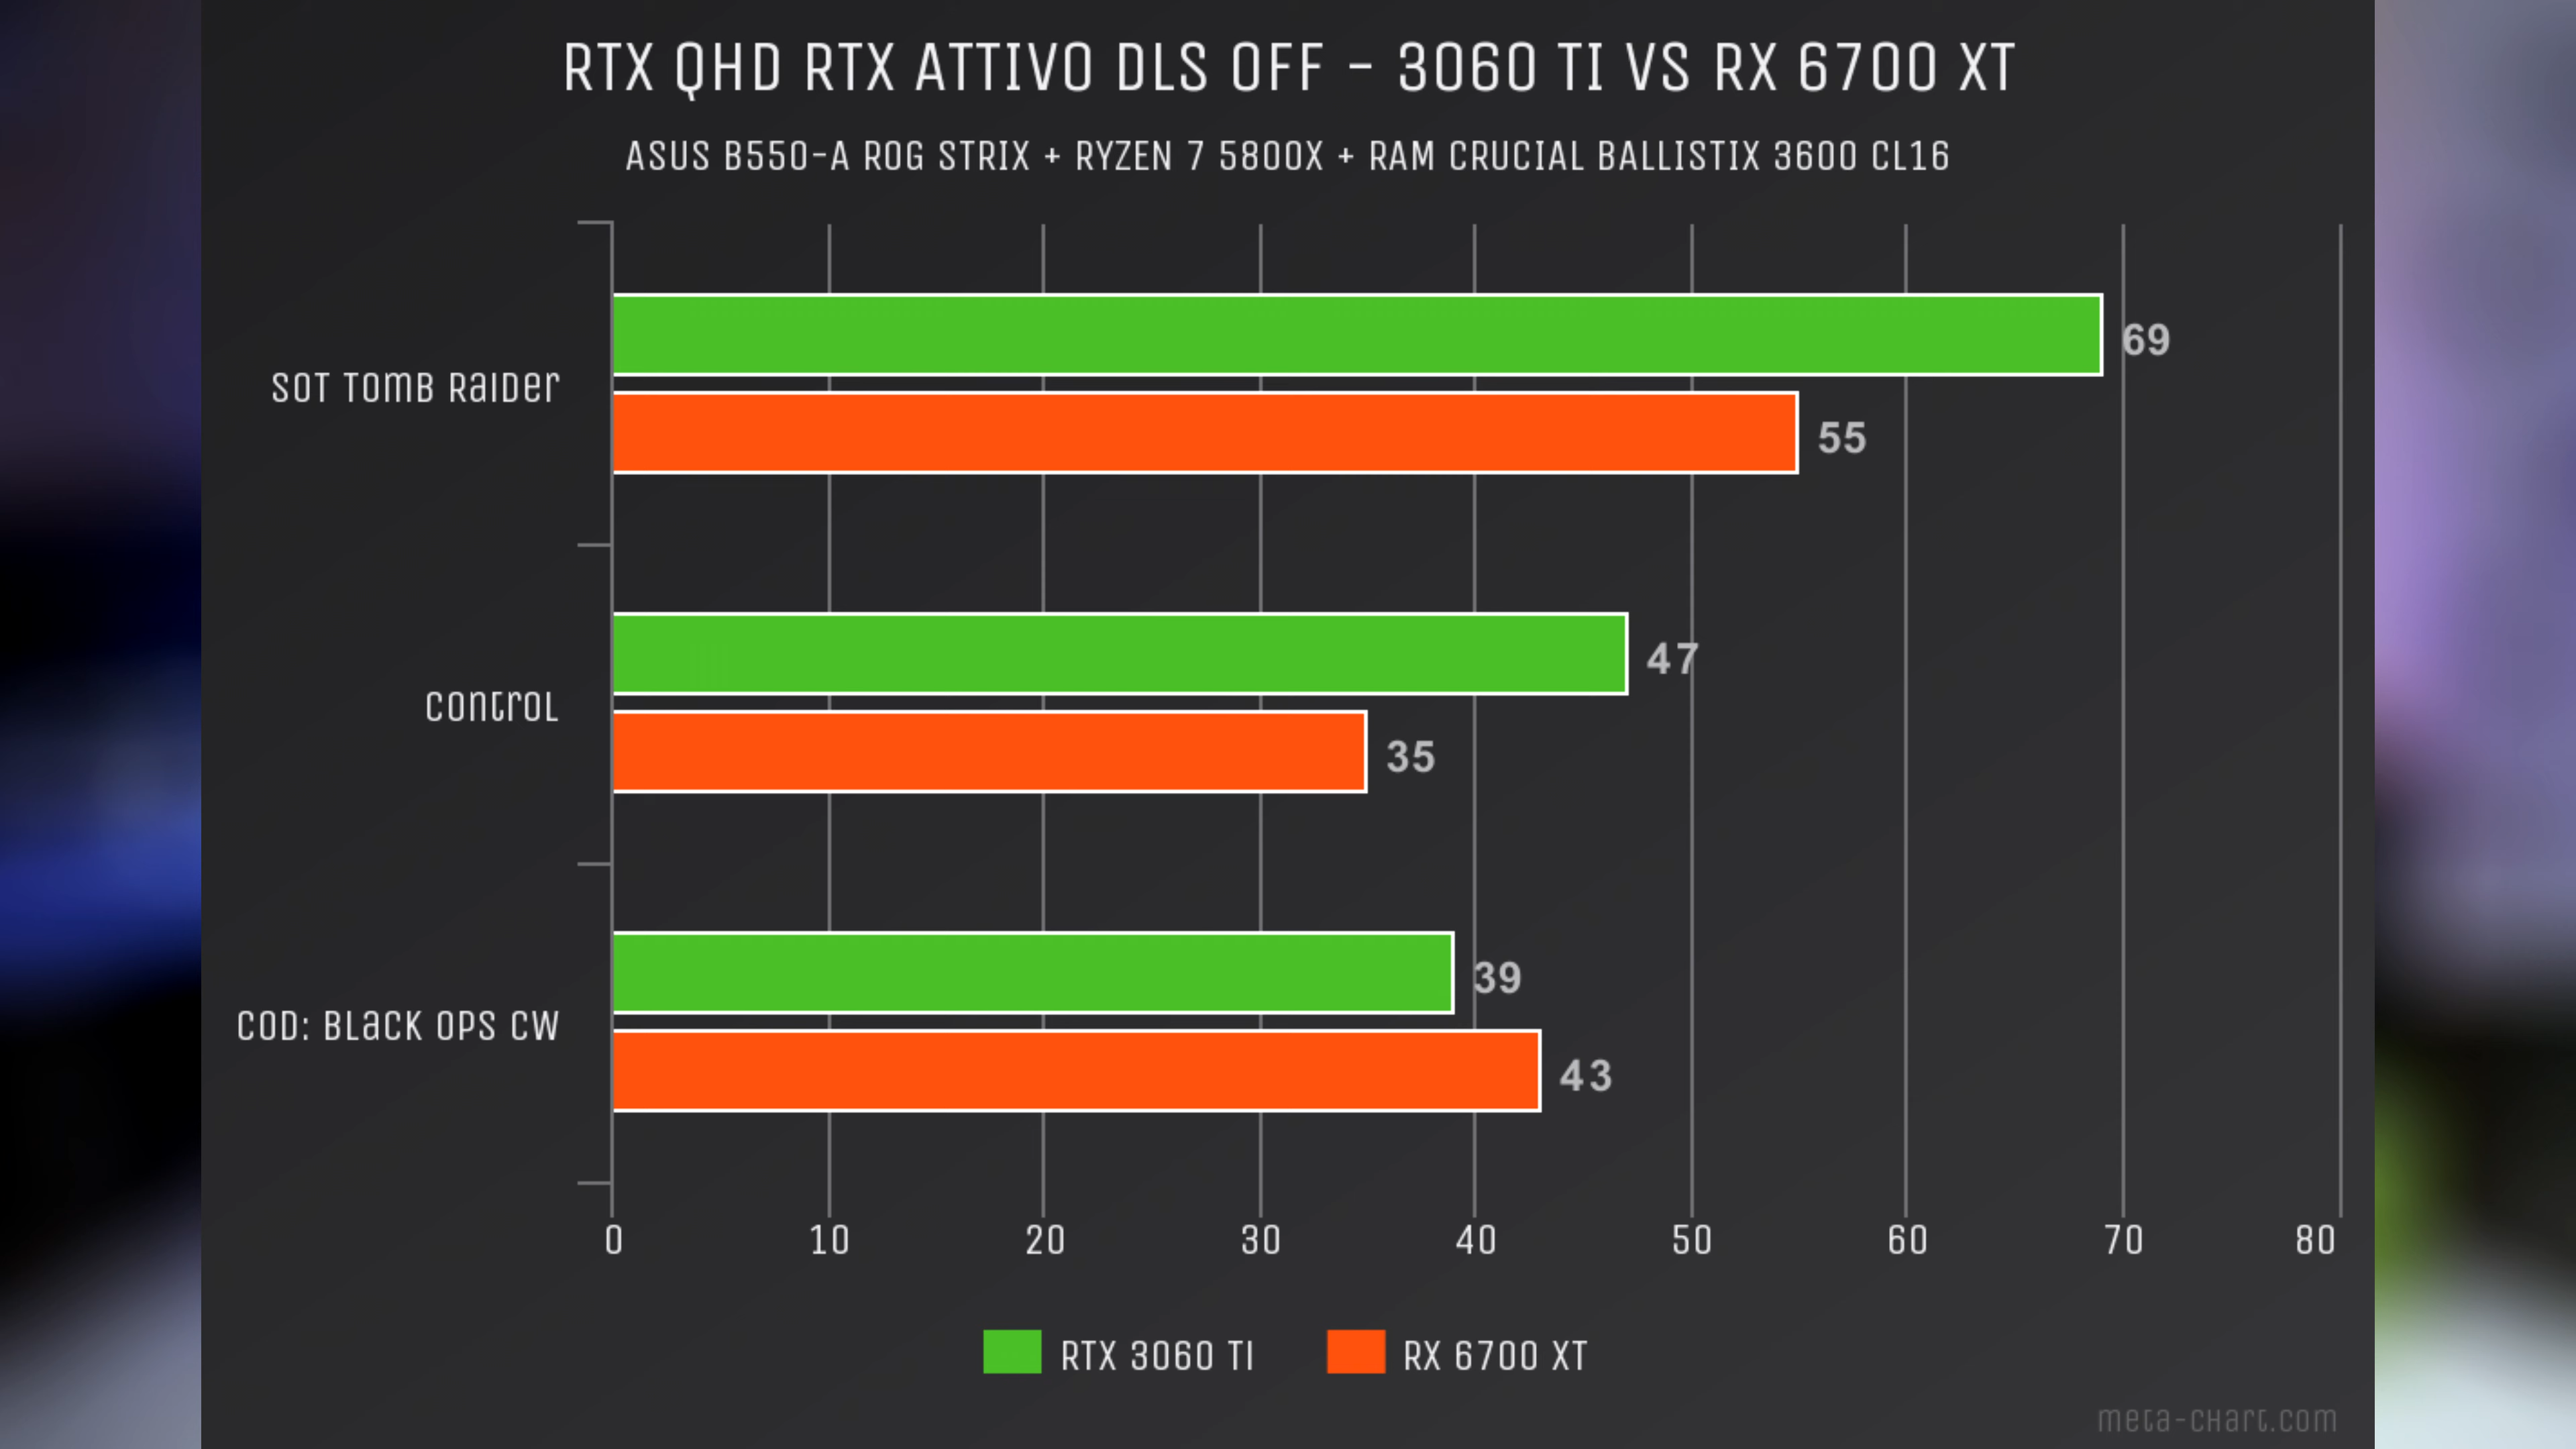 RTX QHD RTX ATTIVO DLS OFF - 3060 TI VS RX 6700 XT
ASUS B550-A ROG STRIX + RYZEN 7 5800X + RAM CRUCIAL BALLISTIX 3600 CL16
SOT TOMB RAIDER
69
55
CONTROL
47
35
COD: BLACK OPS CW
39
43
0 10 20 30 40 50 60 70 80
RTX 3060 TI RX 6700 XT
meta-chart.com